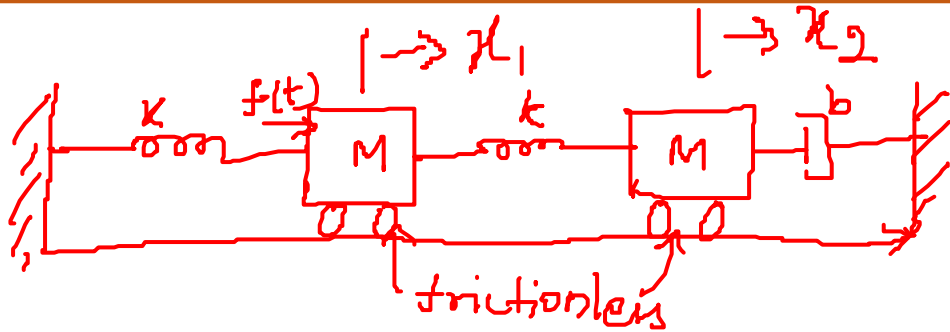 x₁ x₂
f(t)
K k b
M M
frictionless